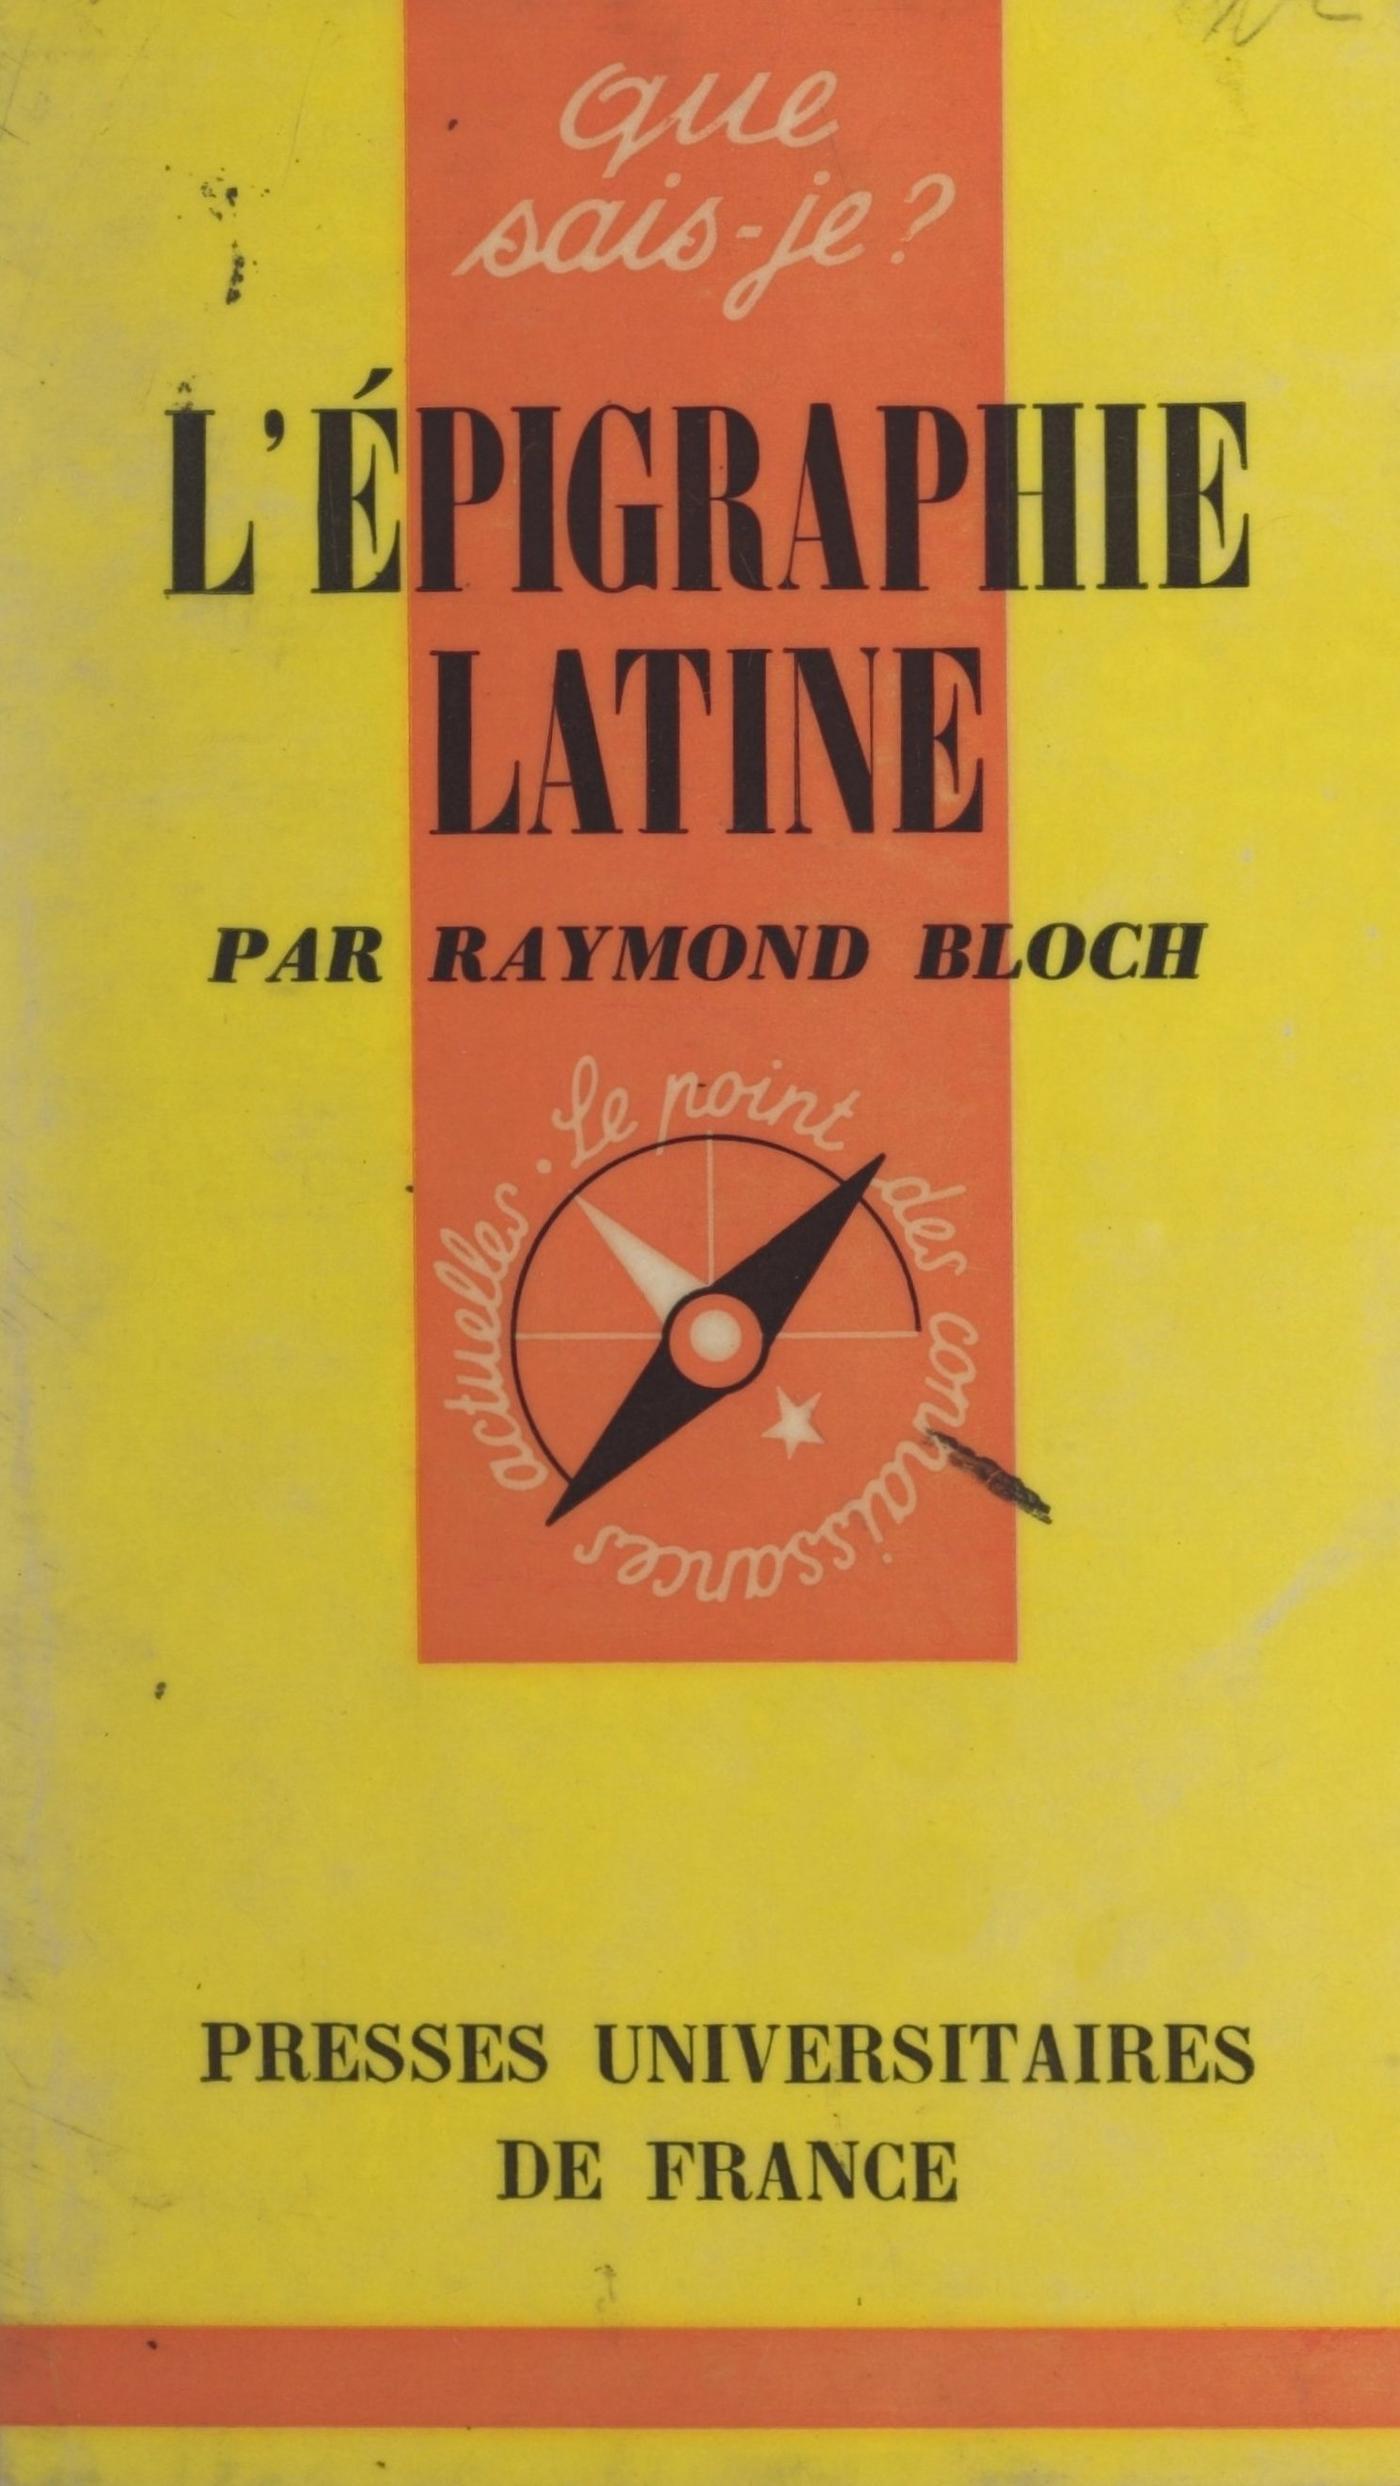 que
sais-je?
L'ÉPIGRAPHIE
LATINE
PAR RAYMOND BLOCH
Le point des connaissances actuelles.
PRESSES UNIVERSITAIRES
DE FRANCE